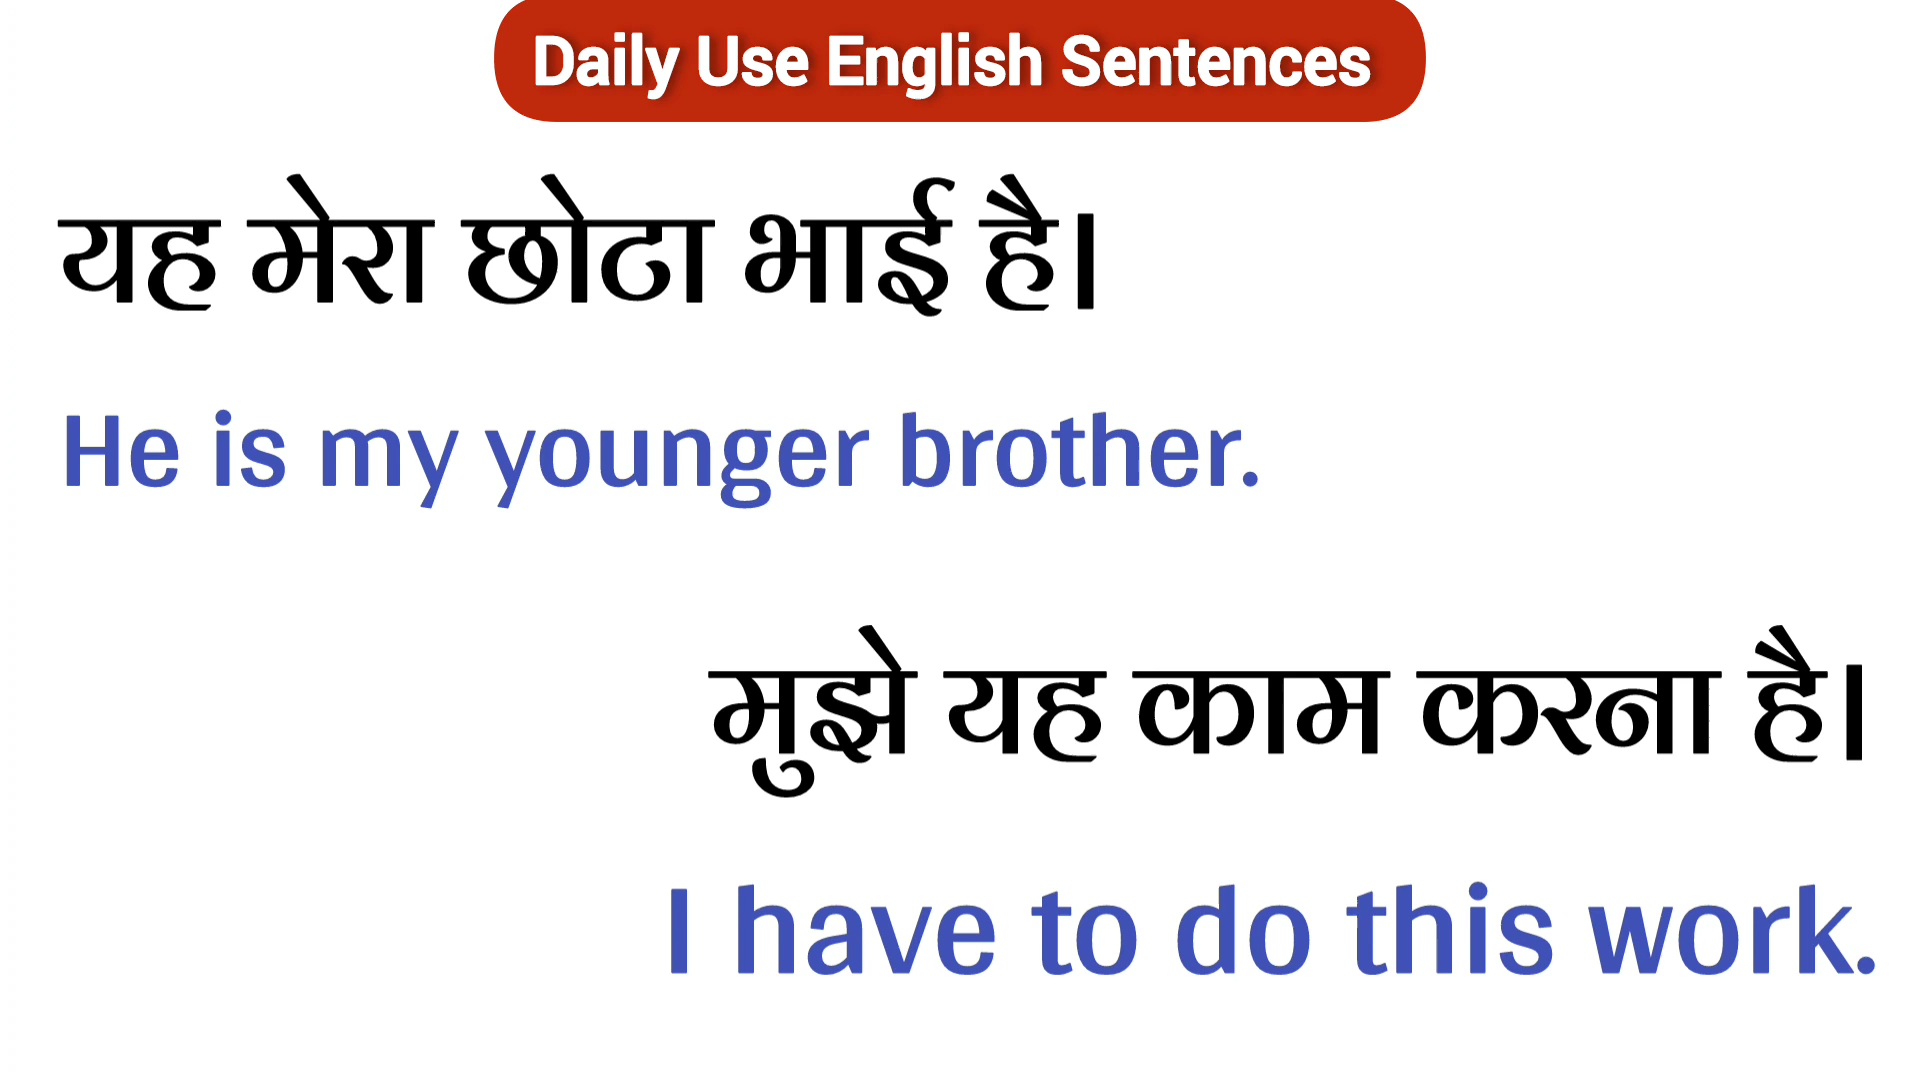 Daily Use English Sentences
यह मेरा छोटा भाई है।
He is my younger brother.
मुझे यह काम करना है।
I have to do this work.